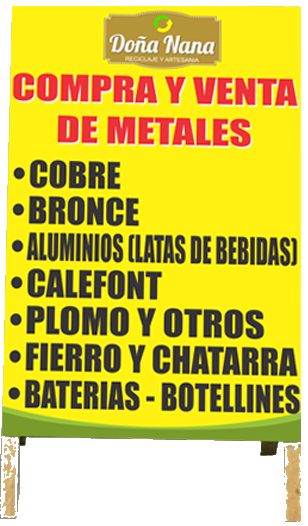 Doña Nana
RECICLAJE Y ARTESANIA
COMPRA Y VENTA
DE METALES
• COBRE
• BRONCE
• ALUMINIOS (LATAS DE BEBIDAS)
• CALEFONT
• PLOMO Y OTROS
• FIERRO Y CHATARRA
• BATERIAS - BOTELLINES